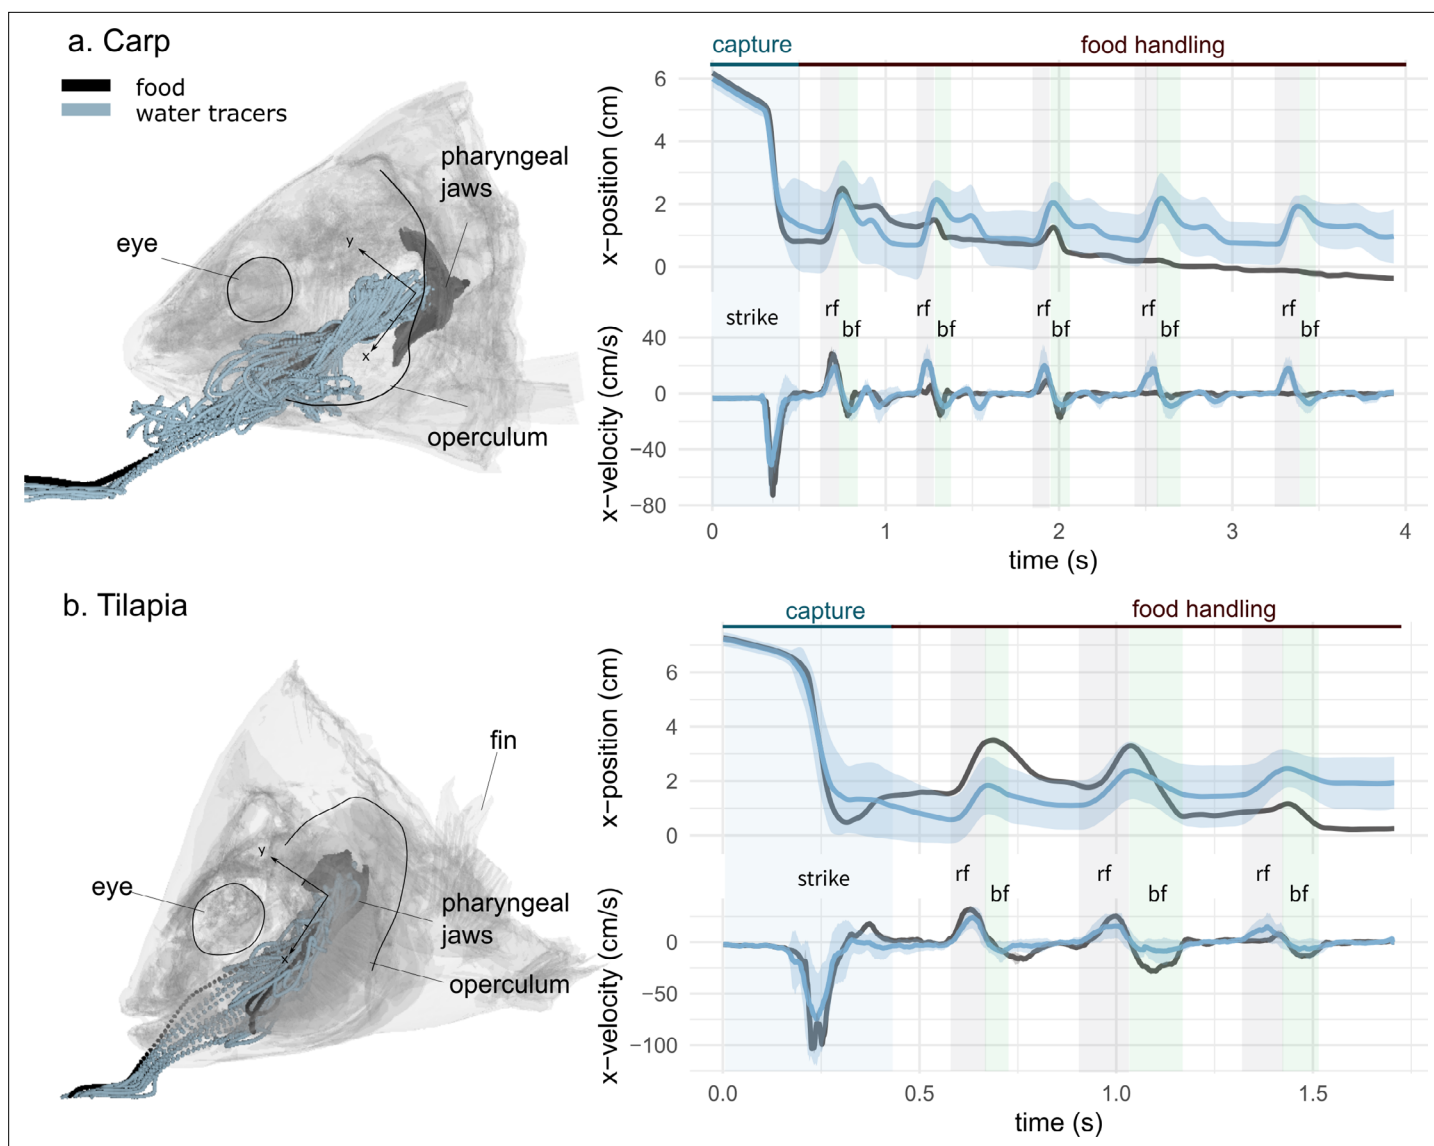 a. Carp
food
water tracers
pharyngeal
jaws
eye
y
x
operculum
capture
food handling
x-position (cm)
6
4
2
0
strike
rf
bf
rf
bf
rf
bf
rf
bf
rf
bf
x-velocity (cm/s)
40
0
−40
−80
0
1
2
3
4
time (s)
b. Tilapia
fin
eye
y
x
pharyngeal
jaws
operculum
capture
food handling
x-position (cm)
6
4
2
0
strike
rf
bf
rf
bf
rf
bf
x-velocity (cm/s)
0
−50
−100
0.0
0.5
1.0
1.5
time (s)